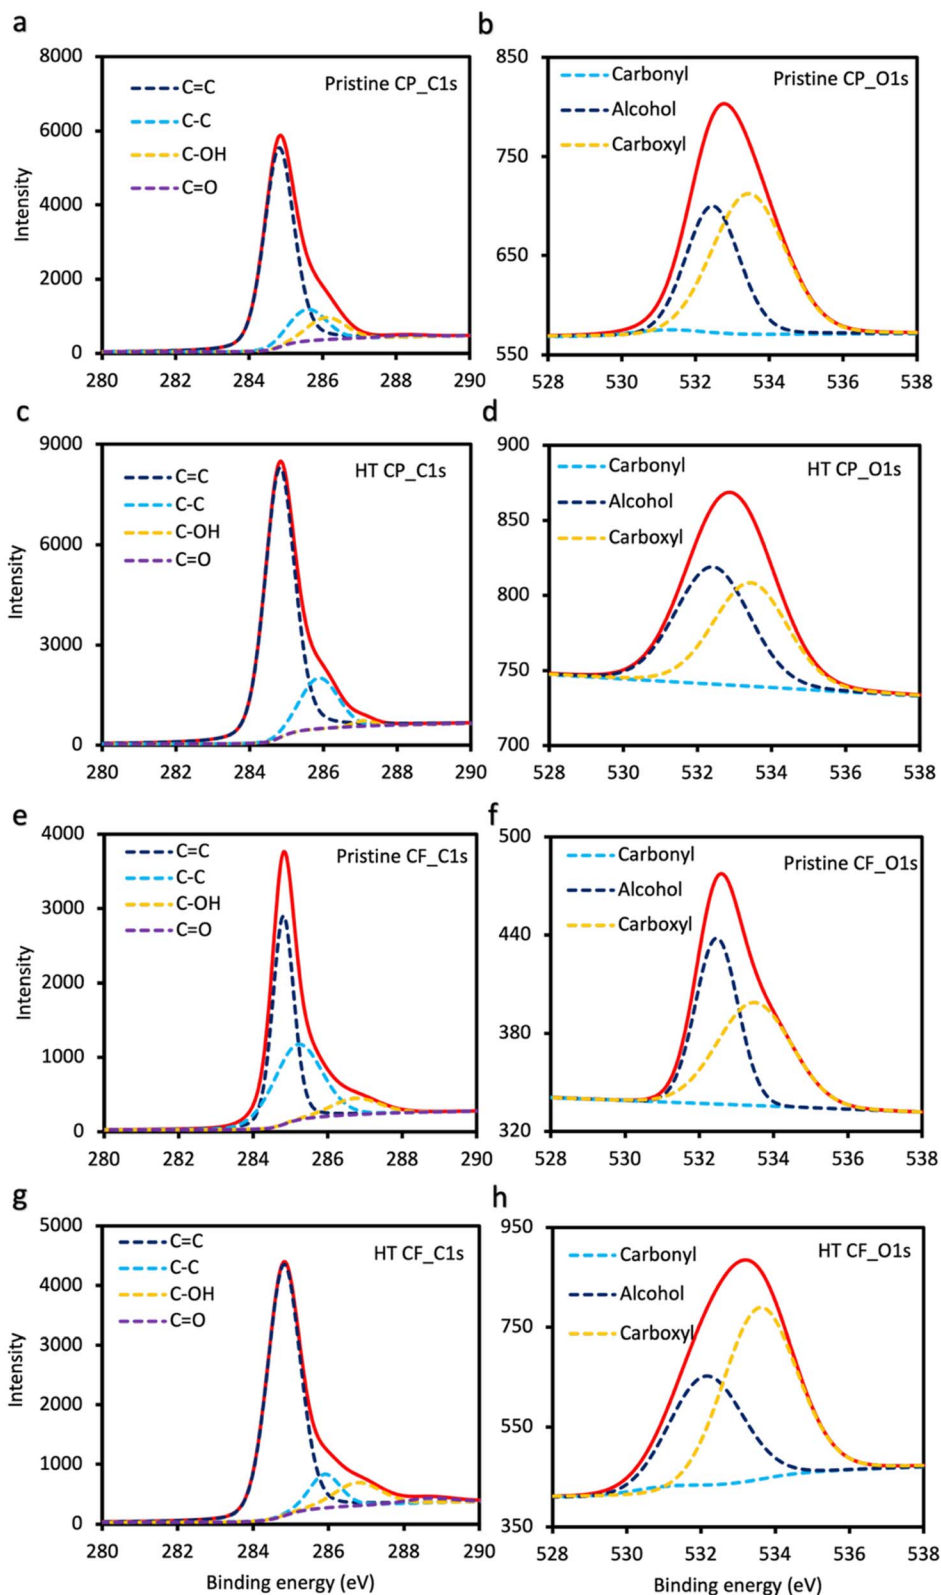 a
8000
6000
4000
2000
0
Intensity
C=C
C-C
C-OH
C=O
Pristine CP_C1s
280 282 284 286 288 290
b
850
750
650
550
Carbonyl
Alcohol
Carboxyl
Pristine CP_O1s
528 530 532 534 536 538
c
9000
6000
3000
0
Intensity
C=C
C-C
C-OH
C=O
HT CP_C1s
280 282 284 286 288 290
d
900
850
800
750
700
Carbonyl
Alcohol
Carboxyl
HT CP_O1s
528 530 532 534 536 538
e
4000
3000
2000
1000
0
Intensity
C=C
C-C
C-OH
C=O
Pristine CF_C1s
280 282 284 286 288 290
f
500
440
380
320
Carbonyl
Alcohol
Carboxyl
Pristine CF_O1s
528 530 532 534 536 538
g
5000
4000
3000
2000
1000
0
Intensity
C=C
C-C
C-OH
C=O
HT CF_C1s
280 282 284 286 288 290
Binding energy (eV)
h
950
750
550
350
Carbonyl
Alcohol
Carboxyl
HT CF_O1s
528 530 532 534 536 538
Binding energy (eV)